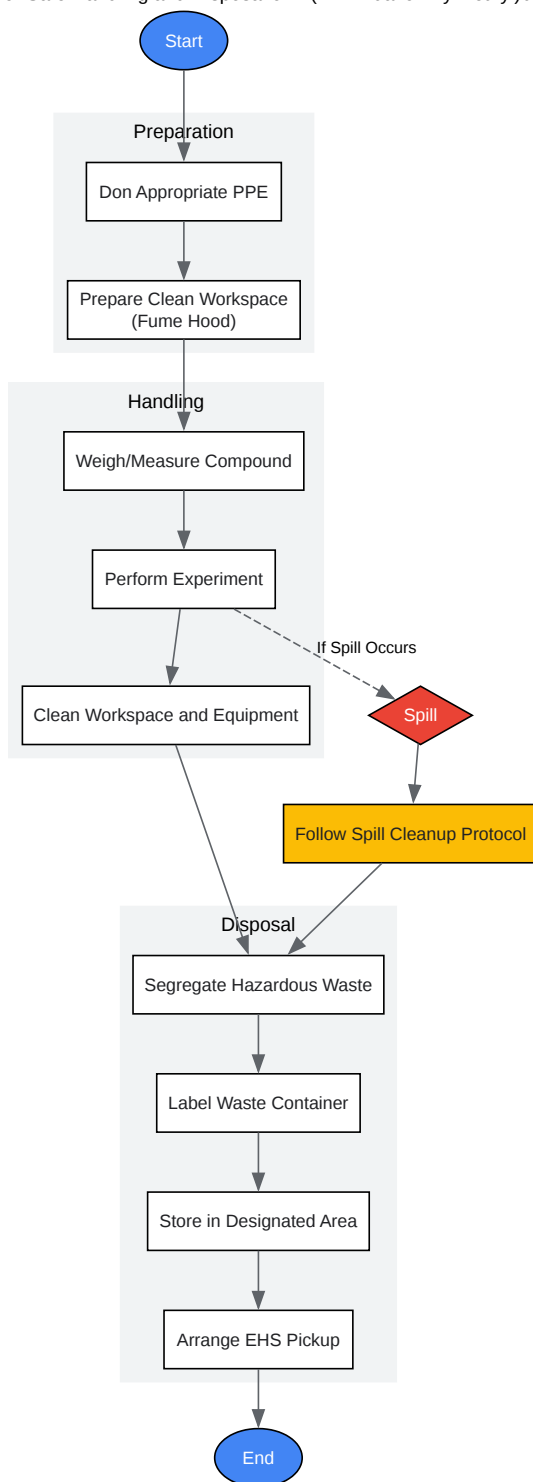 Start
Preparation
Don Appropriate PPE
Prepare Clean Workspace
(Fume Hood)
Handling
Weigh/Measure Compound
Perform Experiment
If Spill Occurs
Clean Workspace and Equipment
Spill
Follow Spill Cleanup Protocol
Disposal
Segregate Hazardous Waste
Label Waste Container
Store in Designated Area
Arrange EHS Pickup
End